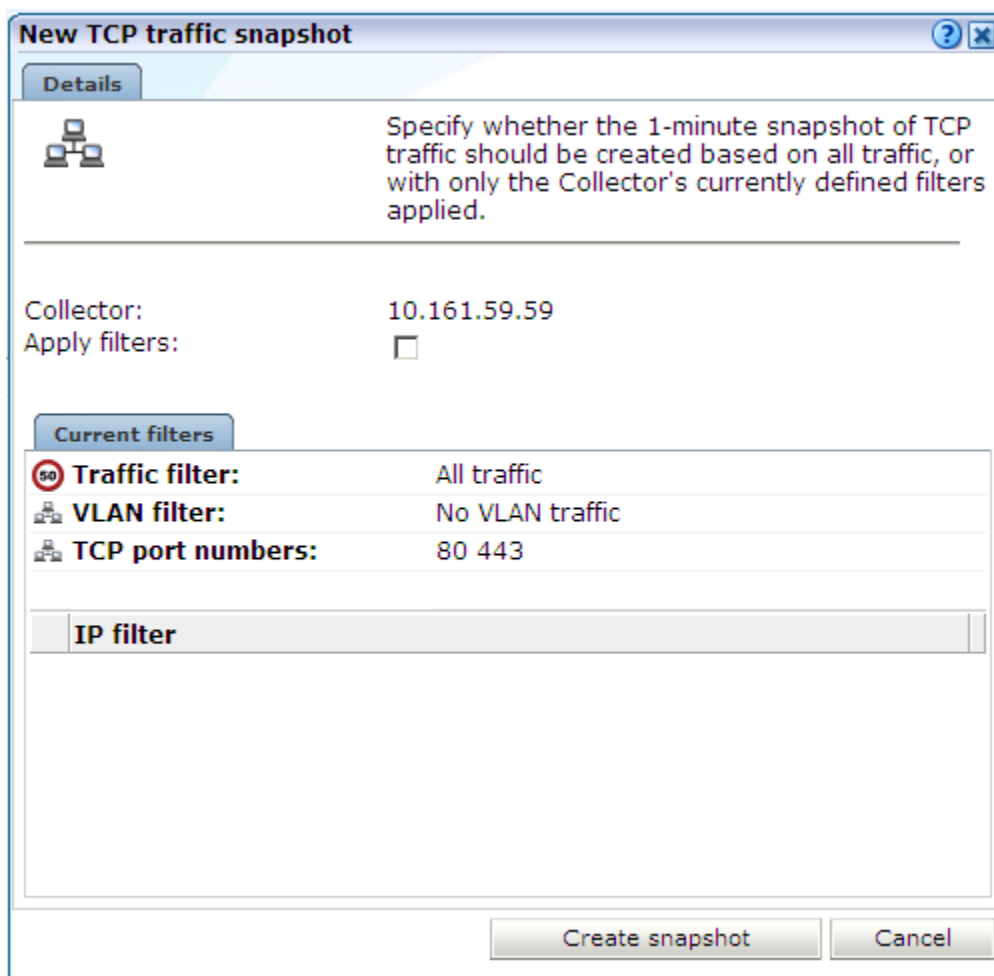 New TCP traffic snapshot
?
Details
Specify whether the 1-minute snapshot of TCP
traffic should be created based on all traffic, or
with only the Collector's currently defined filters
applied.
Collector: 10.161.59.59
Apply filters:
Current filters
50 Traffic filter: All traffic
VLAN filter: No VLAN traffic
TCP port numbers: 80 443
IP filter
Create snapshot Cancel